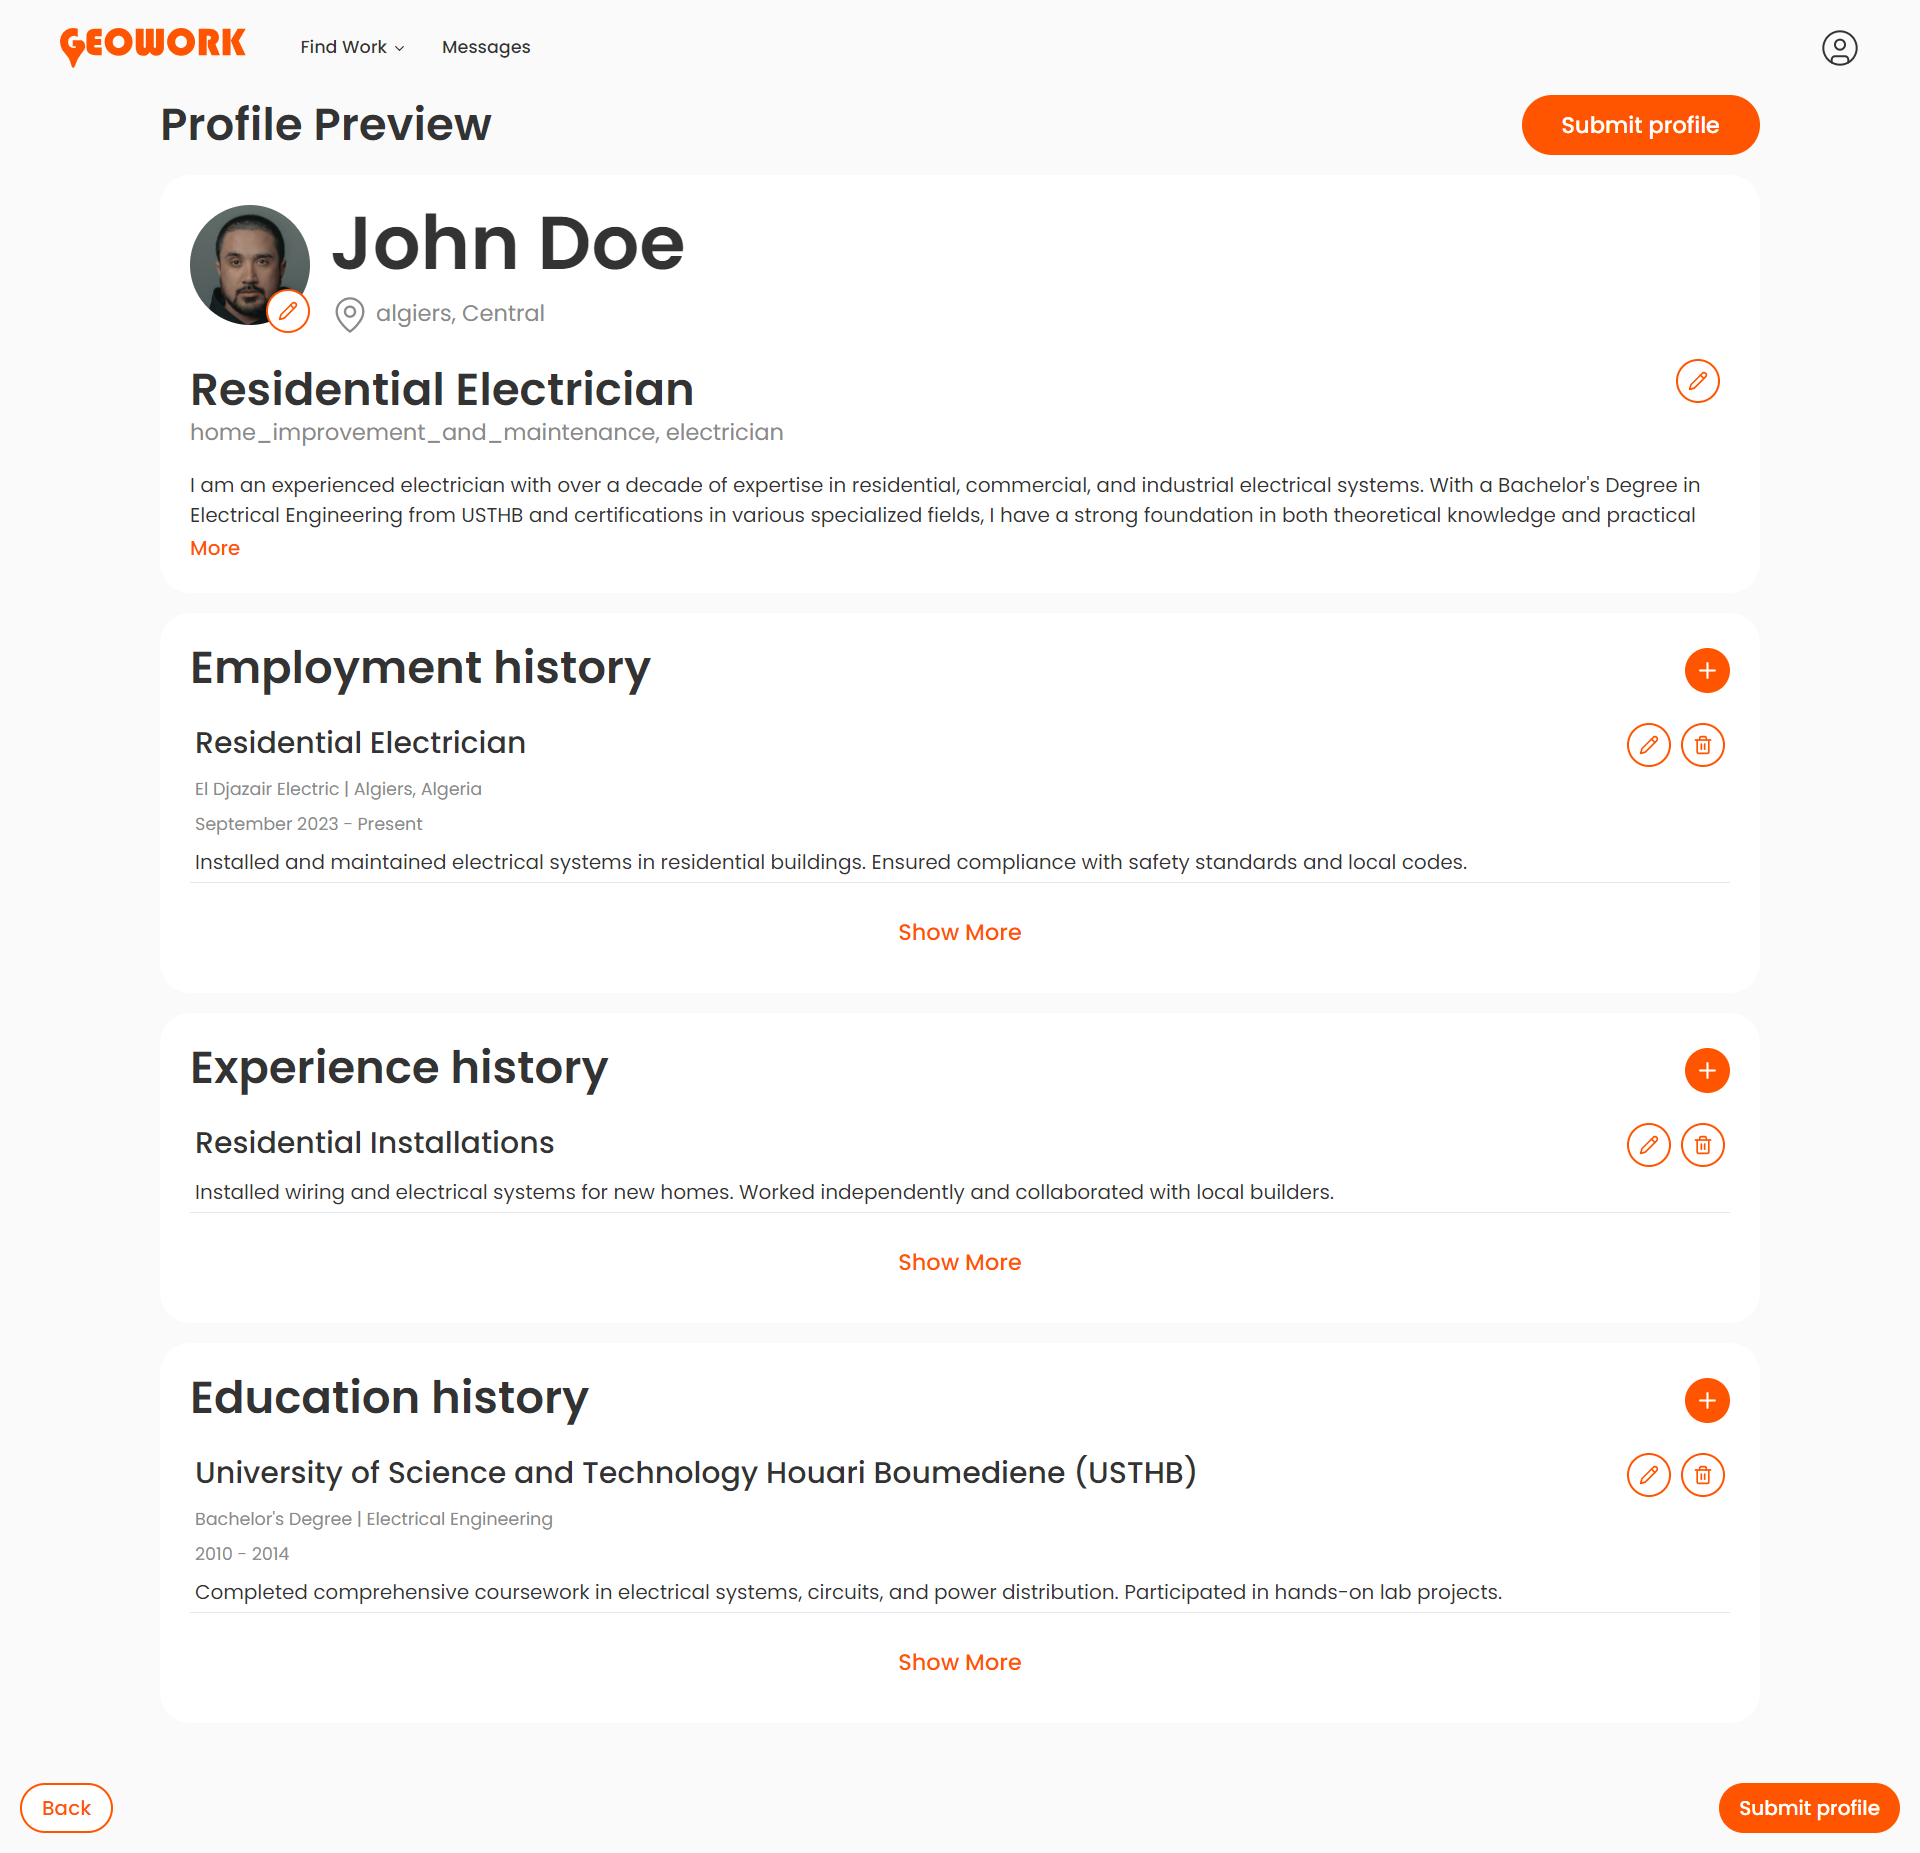 GEOWORK
Find Work
Messages
Profile Preview
Submit profile
John Doe
algiers, Central
Residential Electrician
home_improvement_and_maintenance, electrician
I am an experienced electrician with over a decade of expertise in residential, commercial, and industrial electrical systems. With a Bachelor's Degree in
Electrical Engineering from USTHB and certifications in various specialized fields, I have a strong foundation in both theoretical knowledge and practical
More
Employment history
Residential Electrician
El Djazair Electric | Algiers, Algeria
September 2023 - Present
Installed and maintained electrical systems in residential buildings. Ensured compliance with safety standards and local codes.
Show More
Experience history
Residential Installations
Installed wiring and electrical systems for new homes. Worked independently and collaborated with local builders.
Show More
Education history
University of Science and Technology Houari Boumediene (USTHB)
Bachelor's Degree | Electrical Engineering
2010 - 2014
Completed comprehensive coursework in electrical systems, circuits, and power distribution. Participated in hands-on lab projects.
Show More
Back
Submit profile